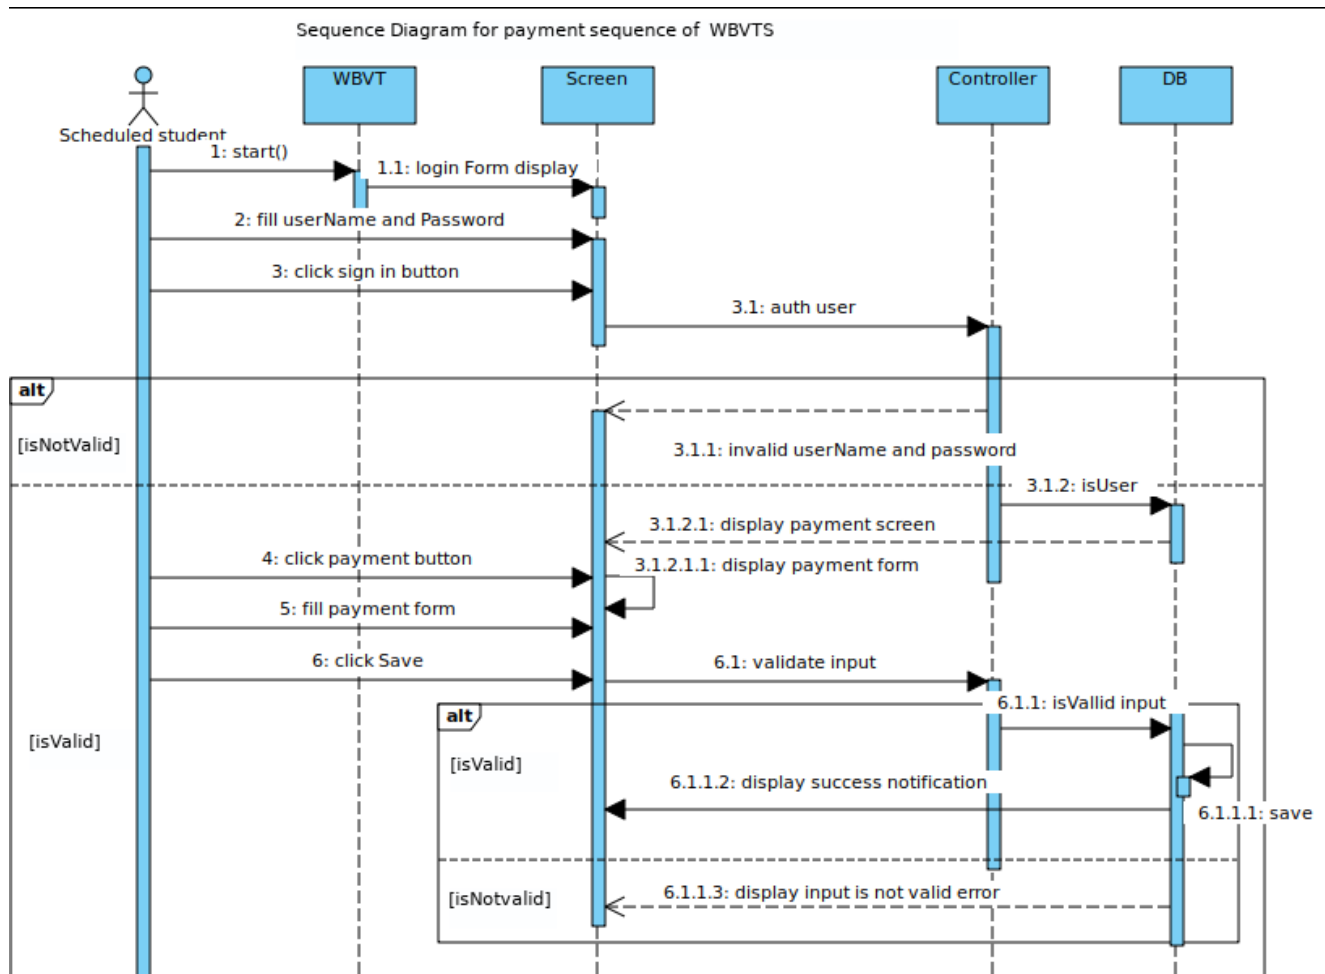 Sequence Diagram for payment sequence of WBVTS
WBVT
Screen
Controller
DB
Scheduled student
1: start()
1.1: login Form display
2: fill userName and Password
3: click sign in button
3.1: auth user
alt
[isNotValid]
3.1.1: invalid userName and password
3.1.2: isUser
3.1.2.1: display payment screen
4: click payment button
3.1.2.1.1: display payment form
5: fill payment form
6: click Save
6.1: validate input
6.1.1: isVallid input
alt
[isValid]
[isValid]
6.1.1.2: display success notification
6.1.1.1: save
[isNotvalid]
6.1.1.3: display input is not valid error